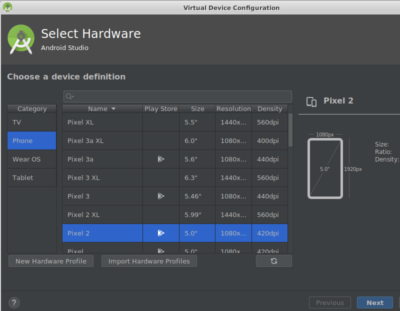 Virtual Device Configuration
Select Hardware
Android Studio
Choose a device definition
Category
Name Play Store Size Resolution Density
TV
Phone
Wear OS
Tablet
Pixel XL 5.5" 1440x... 560dpi
Pixel 3a XL 6.0" 1080x... 400dpi
Pixel 3a 5.6" 1080x... 440dpi
Pixel 3 XL 6.3" 1440x... 560dpi
Pixel 3 5.46" 1080x... 440dpi
Pixel 2 XL 5.99" 1440x... 560dpi
Pixel 2 5.0" 1080x... 420dpi
Pixel 5.0" 1080x... 420dpi
New Hardware Profile
Import Hardware Profiles
Pixel 2
1080px
5.0"
1920px
Size:
Ratio:
Density:
?
Previous
Next